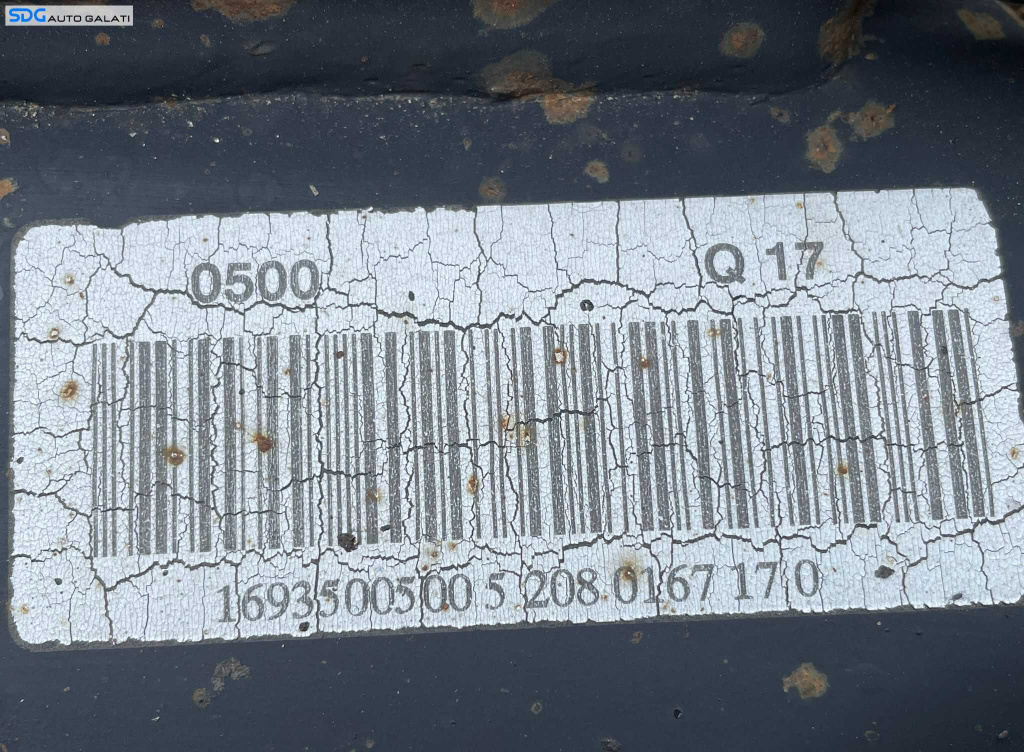 SDG AUTO GALATI
0500 Q 17
1693500500 5 208 0167 17 0